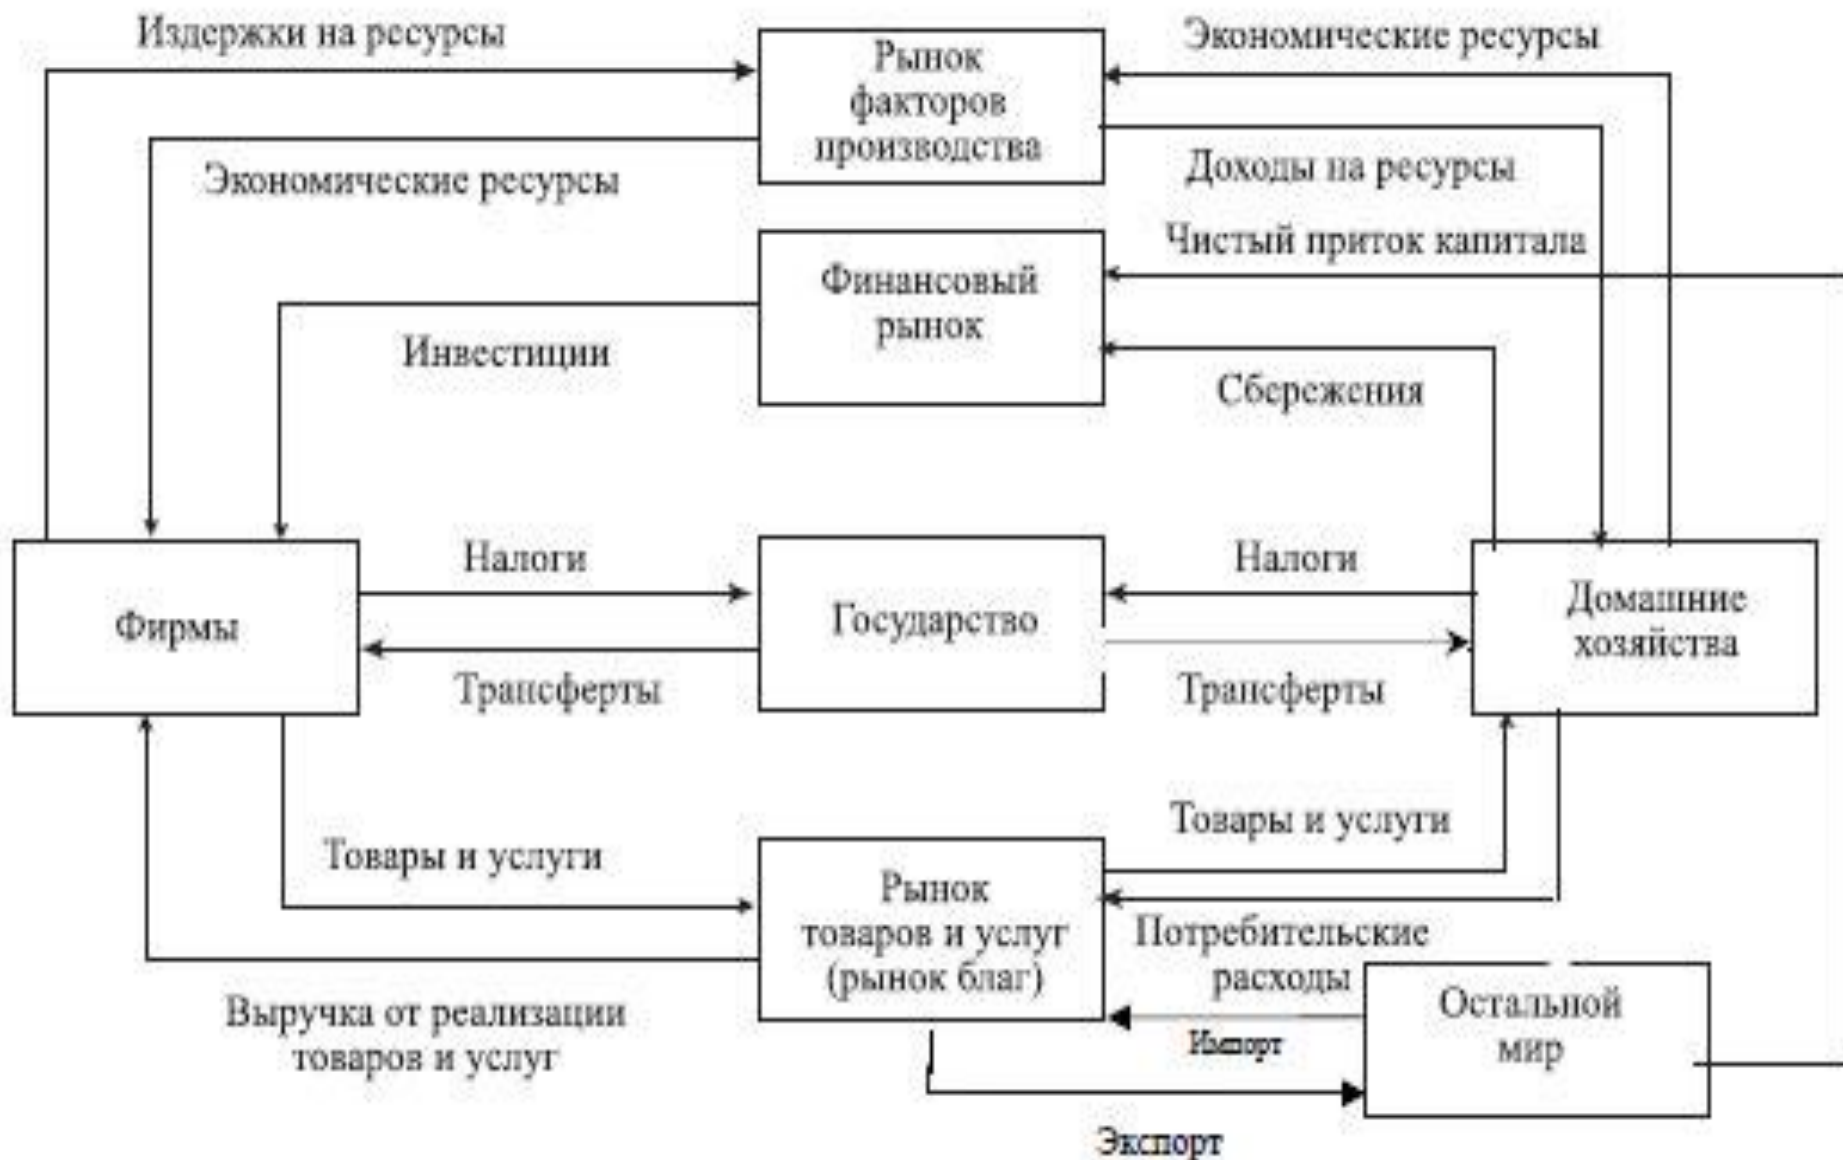 Издержки на ресурсы
Рынок
факторов
производства
Экономические ресурсы
Экономические ресурсы
Доходы на ресурсы
Чистый приток капитала
Финансовый
рынок
Инвестиции
Сбережения
Налоги
Налоги
Фирмы
Государство
Домашние
хозяйства
Трансферты
Трансферты
Товары и услуги
Товары и услуги
Рынок
товаров и услуг
(рынок благ)
Потребительские
расходы
Выручка от реализации
товаров и услуг
Остальной
мир
Импорт
Экспорт